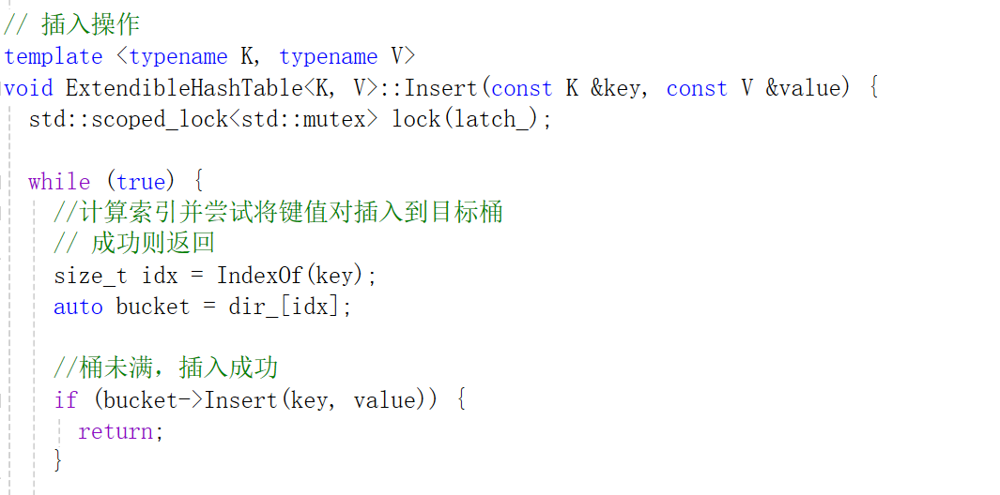 // 插入操作
template <typename K, typename V>
void ExtendibleHashTable<K, V>::Insert(const K &key, const V &value) {
  std::scoped_lock<std::mutex> lock(latch_);
  while (true) {
    //计算索引并尝试将键值对插入到目标桶
    // 成功则返回
    size_t idx = IndexOf(key);
    auto bucket = dir_[idx];
    //桶未满，插入成功
    if (bucket->Insert(key, value)) {
      return;
    }